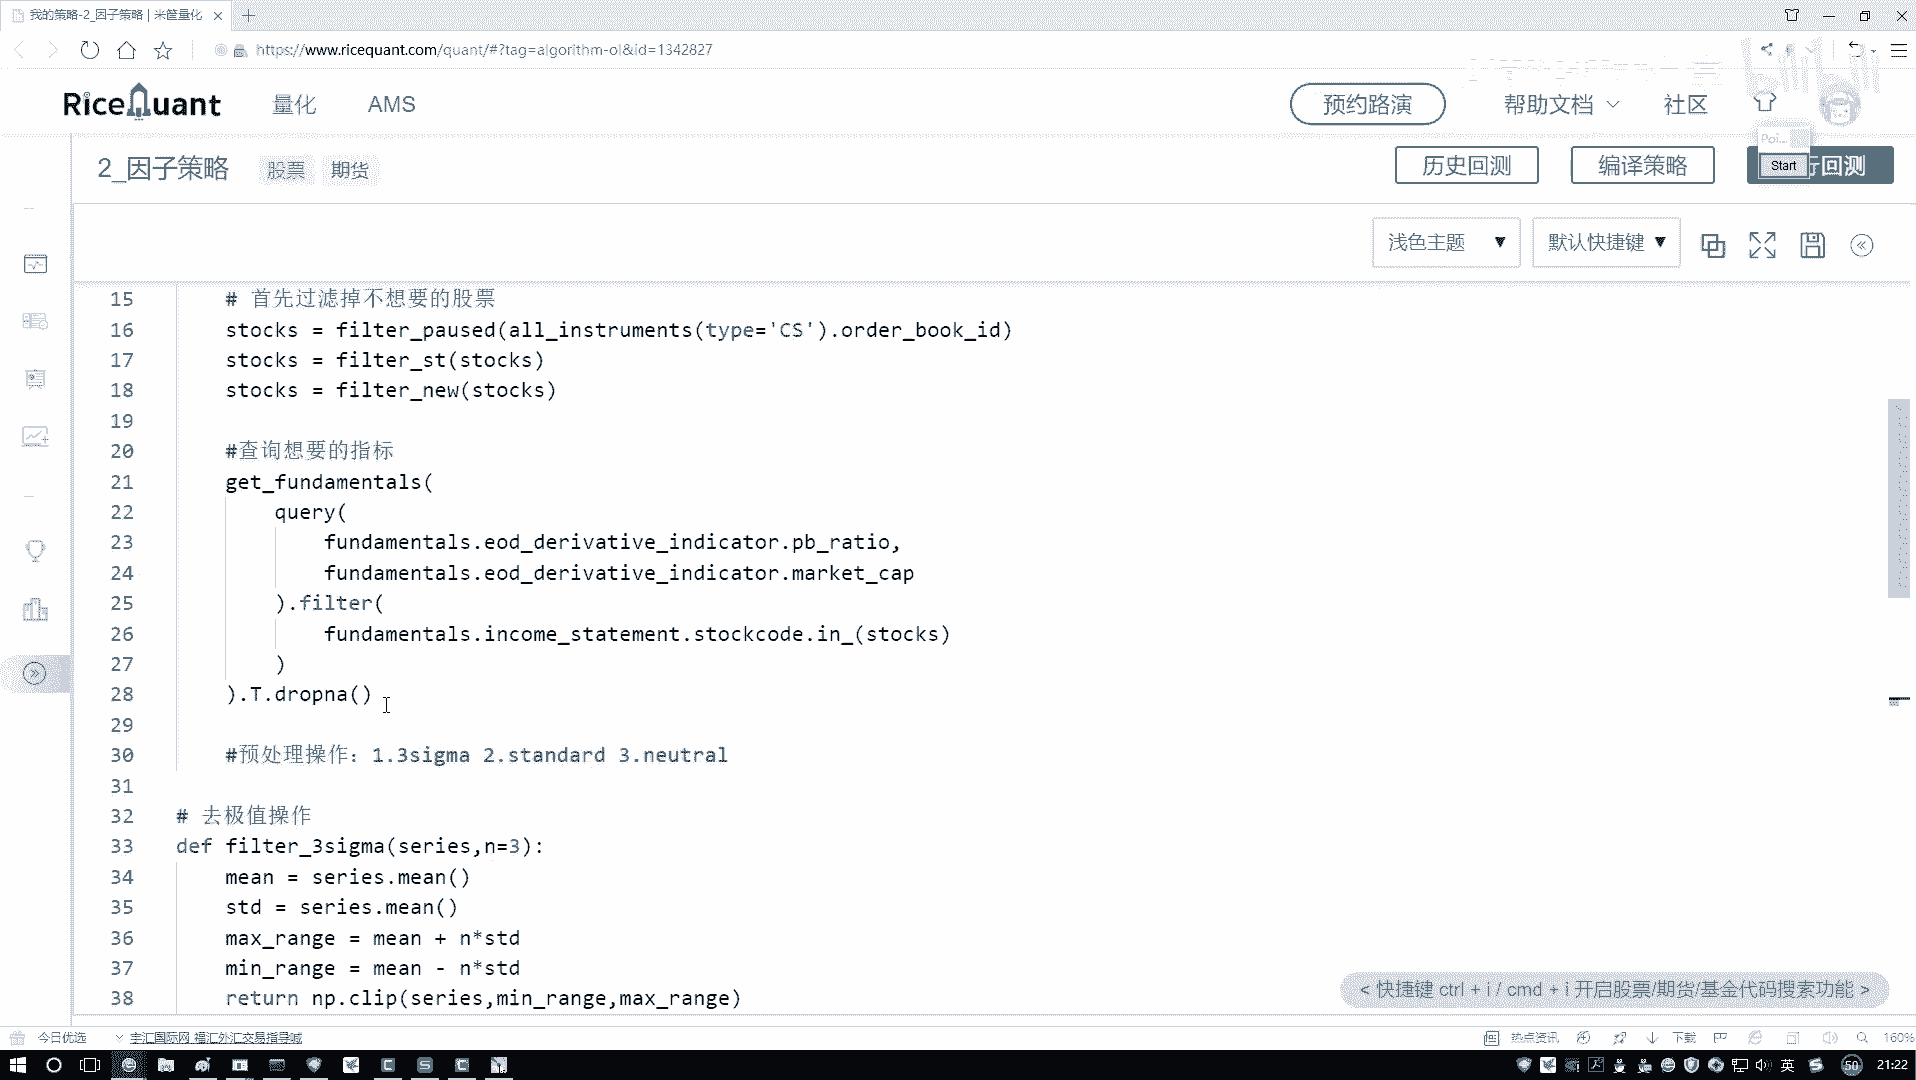 我的策略-2_因子策略 | 米筐量化
https://www.ricequant.com/quant/#?tag=algorithm-ol&id=1342827
RiceQuant 量化 AMS 预约路演 帮助文档 社区
Poi...
2_因子策略 股票 期货 历史回测 编译策略 Start 回测
浅色主题 默认快捷键
15 # 首先过滤掉不想要的股票
16 stocks = filter_paused(all_instruments(type='CS').order_book_id)
17 stocks = filter_st(stocks)
18 stocks = filter_new(stocks)
19
20 #查询想要的指标
21 get_fundamentals(
22 query(
23 fundamentals.eod_derivative_indicator.pb_ratio,
24 fundamentals.eod_derivative_indicator.market_cap
25 ).filter(
26 fundamentals.income_statement.stockcode.in_(stocks)
27 )
28 ).T.dropna()
29
30 #预处理操作：1.3sigma 2.standard 3.neutral
31
32 # 去极值操作
33 def filter_3sigma(series,n=3):
34 mean = series.mean()
35 std = series.mean()
36 max_range = mean + n*std
37 min_range = mean - n*std
38 return np.clip(series,min_range,max_range)
< 快捷键 ctrl + i / cmd + i 开启股票/期货/基金代码搜索功能 >
今日优选 主汇国际网 福汇外汇交易指导喊 热点资讯 下载 160%
英 50 21:22